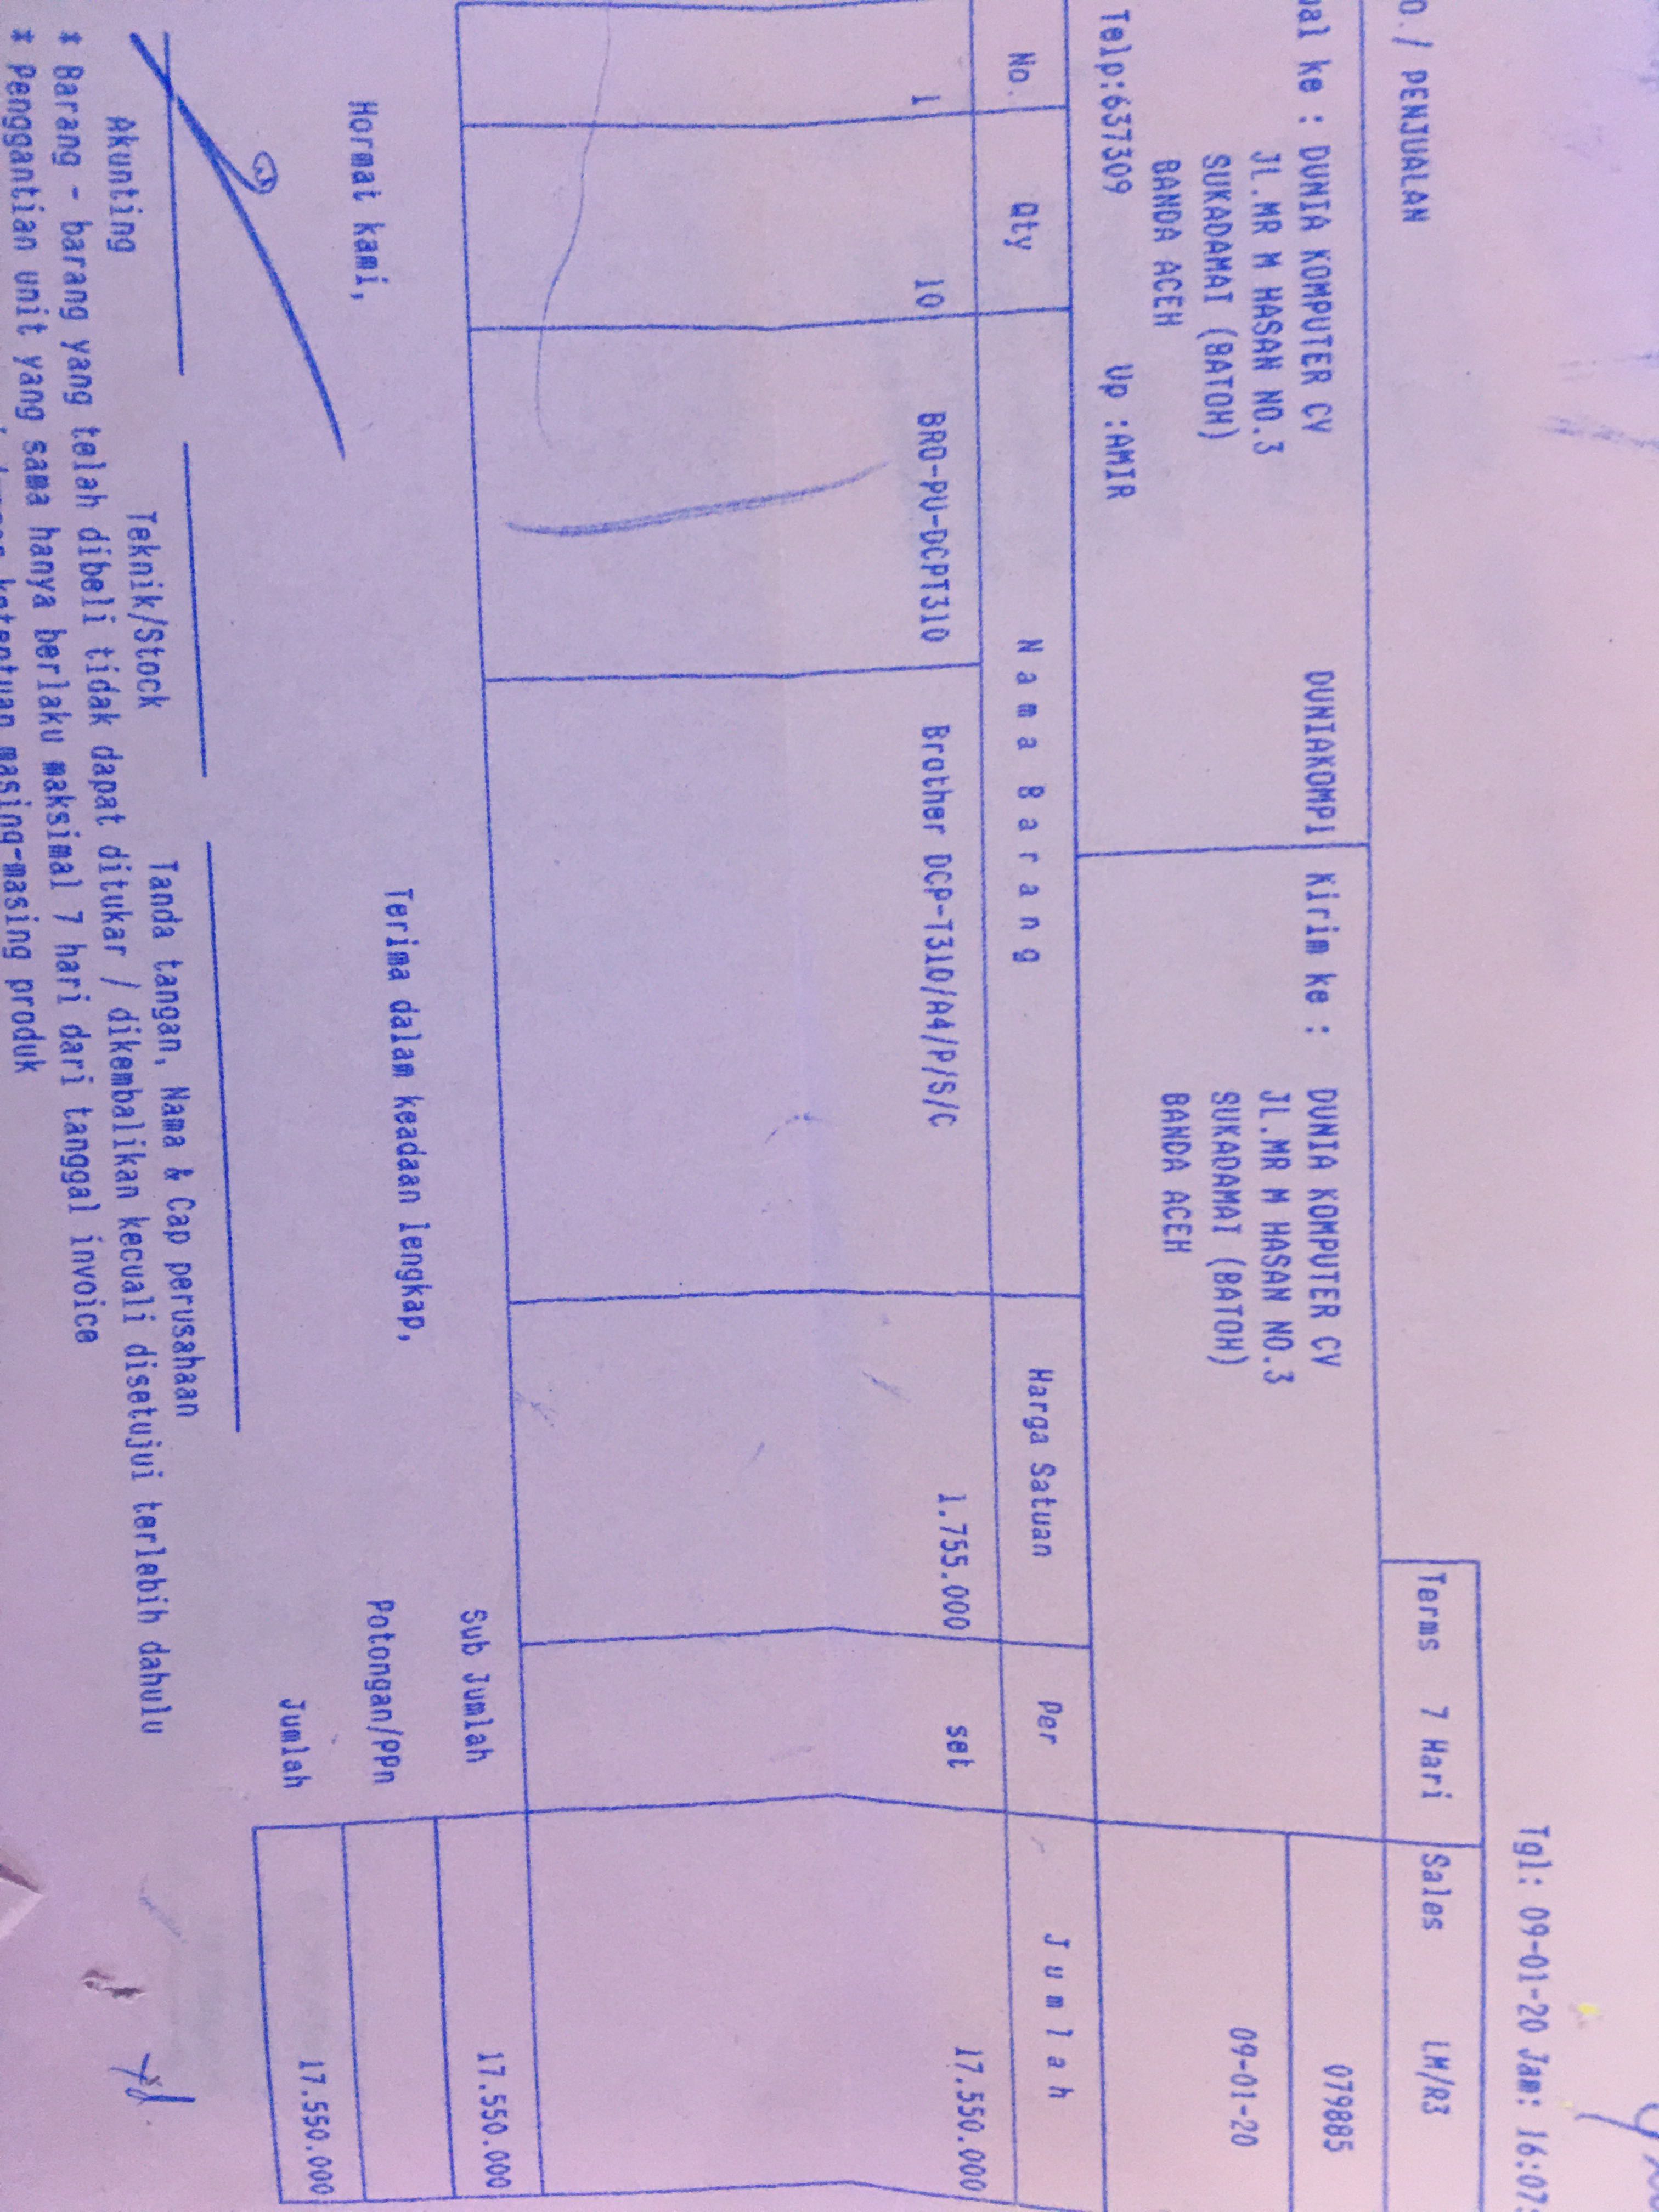 Tgl: 09-01-20 Jam: 16:07:
O./ PENJUALAN
Terms 7 Hari Sales LM/R3
ual ke : DUNIA KOMPUTER CV DUNIAKOMP1 Kirim ke : DUNIA KOMPUTER CV 079885
JL.MR M HASAN NO.3 JL.MR M HASAN NO.3
SUKADAMAI (BATOH) SUKADAMAI (BATOH) 09-01-20
BANDA ACEH BANDA ACEH
Telp:637309 Up :AMIR
No. Qty Nama Barang Harga Satuan Per Jumlah
1 10 BRO-PU-DCPT310 Brother DCP-T310/A4/P/S/C 1.755.000 set 17.550.000
Sub Jumlah 17.550.000
Hormat kami, Terima dalam keadaan lengkap, Potongan/PPn
Jumlah 17.550.000
Akunting Teknik/Stock Tanda tangan, Nama & Cap perusahaan
* Barang - barang yang telah dibeli tidak dapat ditukar / dikembalikan kecuali disetujui terlebih dahulu
* Penggantian unit yang sama hanya berlaku maksimal 7 hari dari tanggal invoice
ketentuan masing-masing produk